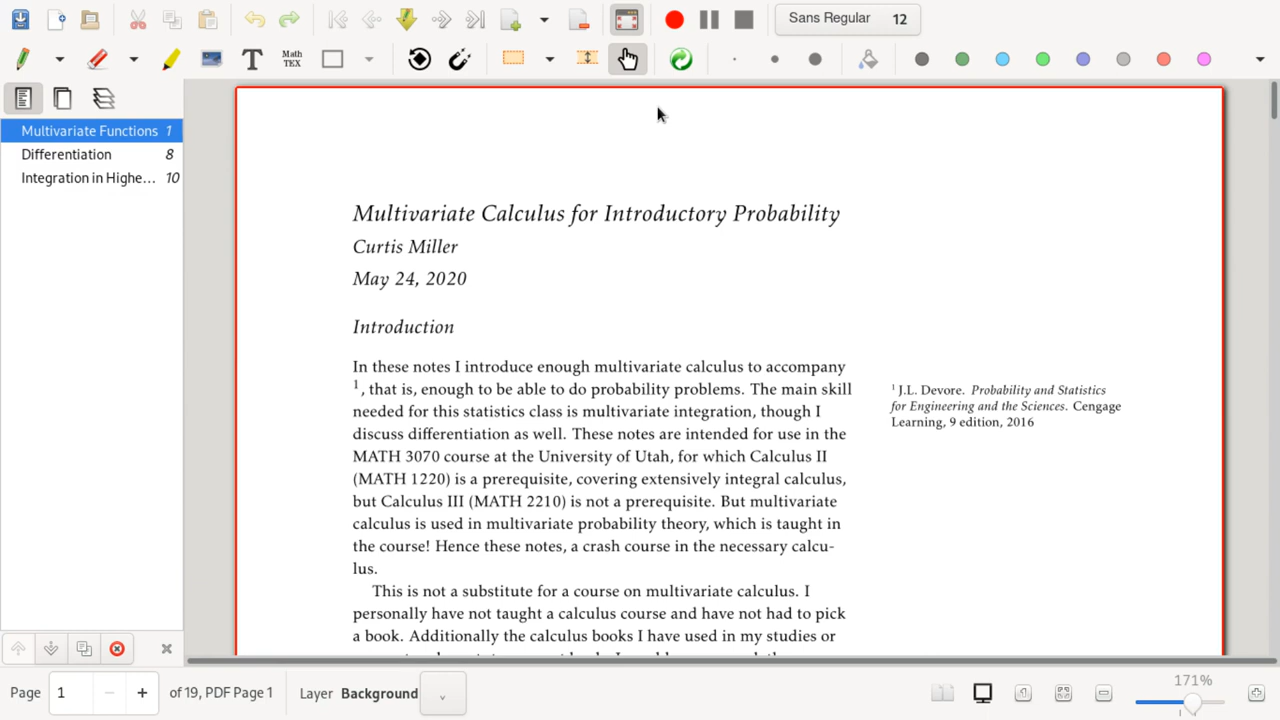 Sans Regular 12
Math
TEX
Multivariate Functions 1
Differentiation 8
Integration in Highe... 10
Multivariate Calculus for Introductory Probability
Curtis Miller
May 24, 2020
Introduction
In these notes I introduce enough multivariate calculus to accompany
1, that is, enough to be able to do probability problems. The main skill
needed for this statistics class is multivariate integration, though I
discuss differentiation as well. These notes are intended for use in the
MATH 3070 course at the University of Utah, for which Calculus II
(MATH 1220) is a prerequisite, covering extensively integral calculus,
but Calculus III (MATH 2210) is not a prerequisite. But multivariate
calculus is used in multivariate probability theory, which is taught in
the course! Hence these notes, a crash course in the necessary calcu-
lus.
This is not a substitute for a course on multivariate calculus. I
personally have not taught a calculus course and have not had to pick
a book. Additionally the calculus books I have used in my studies or
1 J.L. Devore. Probability and Statistics
for Engineering and the Sciences. Cengage
Learning, 9 edition, 2016
Page 1 of 19, PDF Page 1 Layer Background
171%